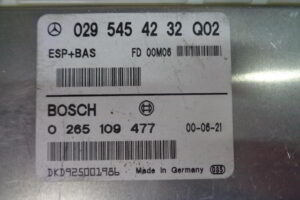 029 545 42 32 Q02
ESP+BAS FD 00M06
BOSCH
0 265 109 477 00-06-21
DKD925001986 Made in Germany